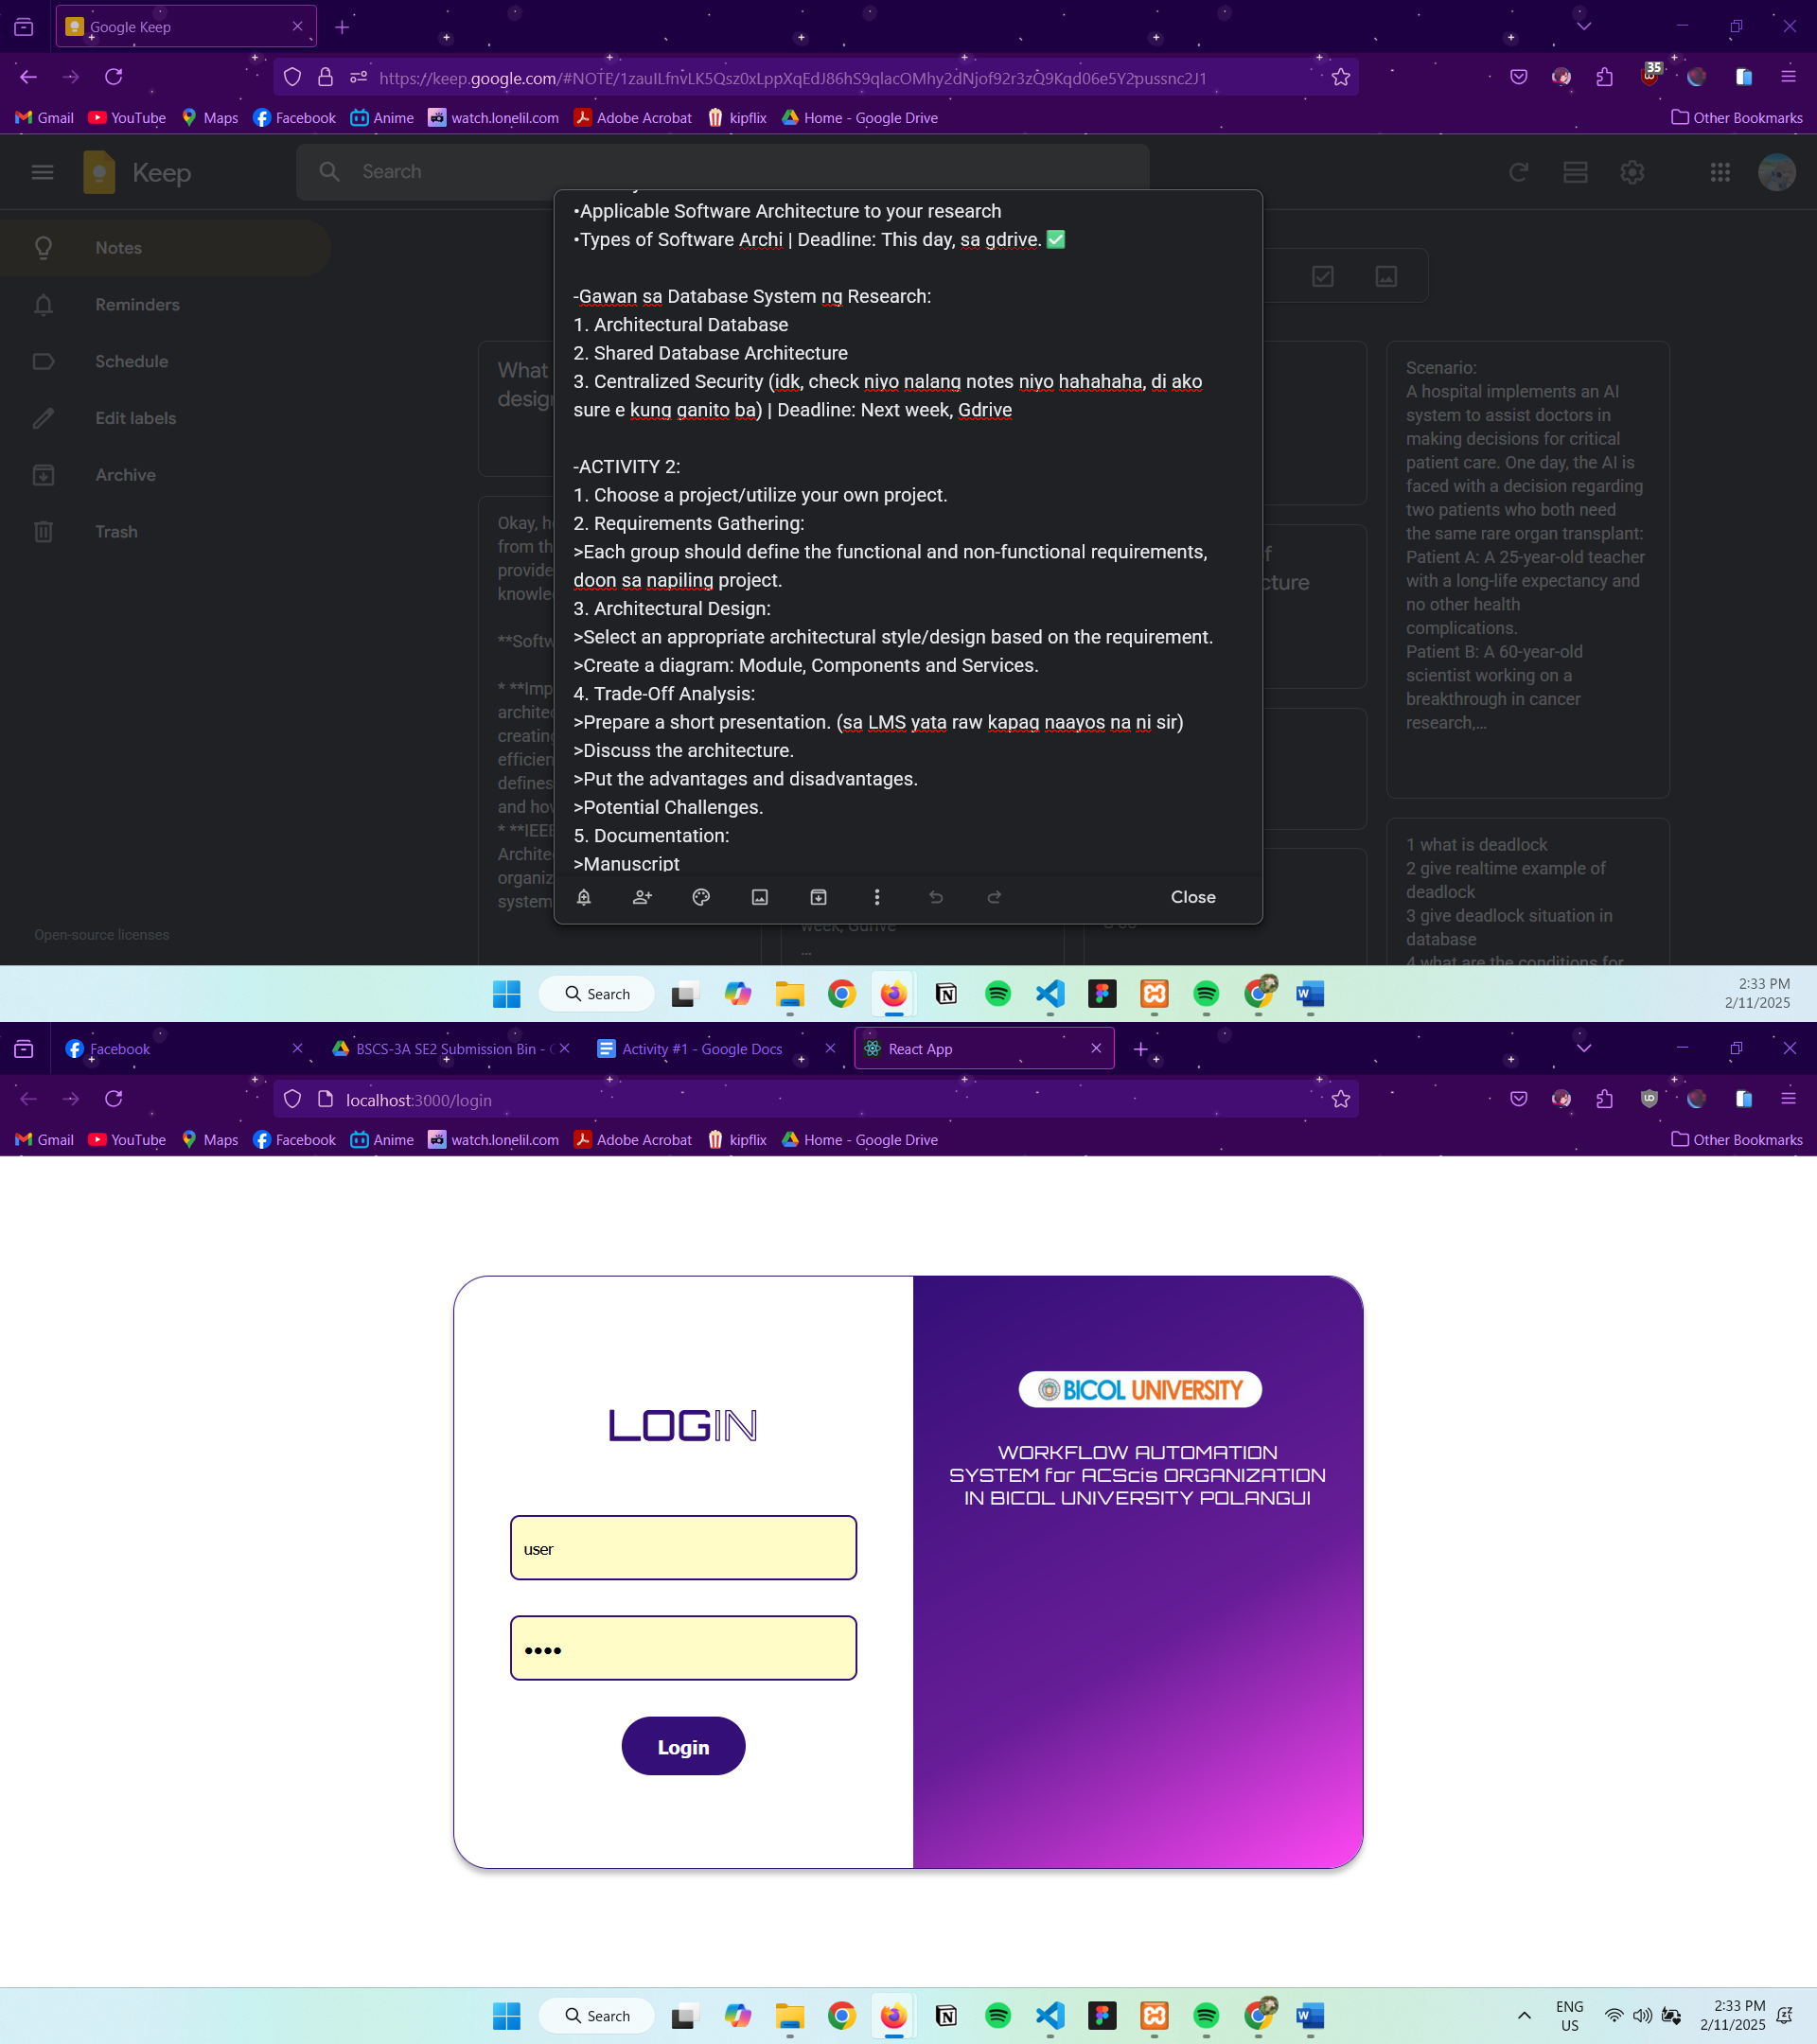 Google Keep
https://keep.google.com/#NOTE/1zauILfnvLK5Qsz0xLppXqEdJ86hS9qlacOMhy2dNjof92r3zQ9Kqd06e5Y2pussnc2J1
35
Gmail YouTube Maps Facebook Anime watch.lonelil.com Adobe Acrobat kipflix Home - Google Drive Other Bookmarks
Keep
Search
Notes
Reminders
Schedule
Edit labels
Archive
Trash
Open-source licenses
•Applicable Software Architecture to your research
•Types of Software Archi | Deadline: This day, sa gdrive. ✅
-Gawan sa Database System ng Research:
1. Architectural Database
2. Shared Database Architecture
3. Centralized Security (idk, check niyo nalang notes niyo hahahaha, di ako
sure e kung ganito ba) | Deadline: Next week, Gdrive
-ACTIVITY 2:
1. Choose a project/utilize your own project.
2. Requirements Gathering:
>Each group should define the functional and non-functional requirements,
doon sa napiling project.
3. Architectural Design:
>Select an appropriate architectural style/design based on the requirement.
>Create a diagram: Module, Components and Services.
4. Trade-Off Analysis:
>Prepare a short presentation. (sa LMS yata raw kapag naayos na ni sir)
>Discuss the architecture.
>Put the advantages and disadvantages.
>Potential Challenges.
5. Documentation:
>Manuscript
Close
What
design
Okay, h
from th
provide
knowle
**Softw
* **Imp
archite
creating
efficien
defines
and how
* **IEEE
Archite
organiz
system
week, Gdrive
...
Scenario:
A hospital implements an AI
system to assist doctors in
making decisions for critical
patient care. One day, the AI is
faced with a decision regarding
two patients who both need
the same rare organ transplant:
Patient A: A 25-year-old teacher
with a long-life expectancy and
no other health
complications.
Patient B: A 60-year-old
scientist working on a
breakthrough in cancer
research,...
1 what is deadlock
2 give realtime example of
deadlock
3 give deadlock situation in
database
4 what are the conditions for
Search
2:33 PM
2/11/2025
Facebook
BSCS-3A SE2 Submission Bin -
Activity #1 - Google Docs
React App
localhost:3000/login
Gmail YouTube Maps Facebook Anime watch.lonelil.com Adobe Acrobat kipflix Home - Google Drive Other Bookmarks
LOGIN
user
••••
Login
BICOL UNIVERSITY
WORKFLOW AUTOMATION
SYSTEM for ACScis ORGANIZATION
IN BICOL UNIVERSITY POLANGUI
Search
ENG
US
2:33 PM
2/11/2025